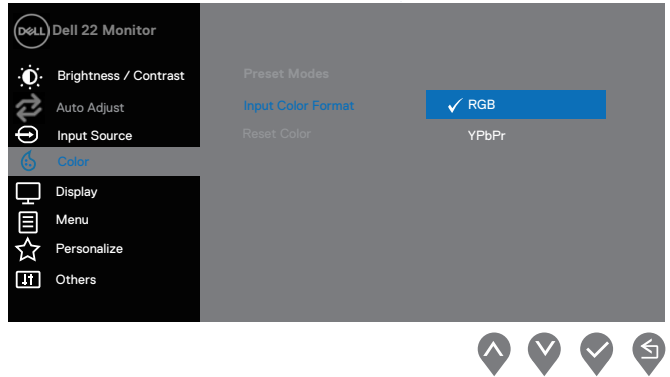 DELL Dell 22 Monitor
Brightness / Contrast
Auto Adjust
Input Source
Color
Display
Menu
Personalize
Others
Preset Modes
Input Color Format
Reset Color
RGB
YPbPr